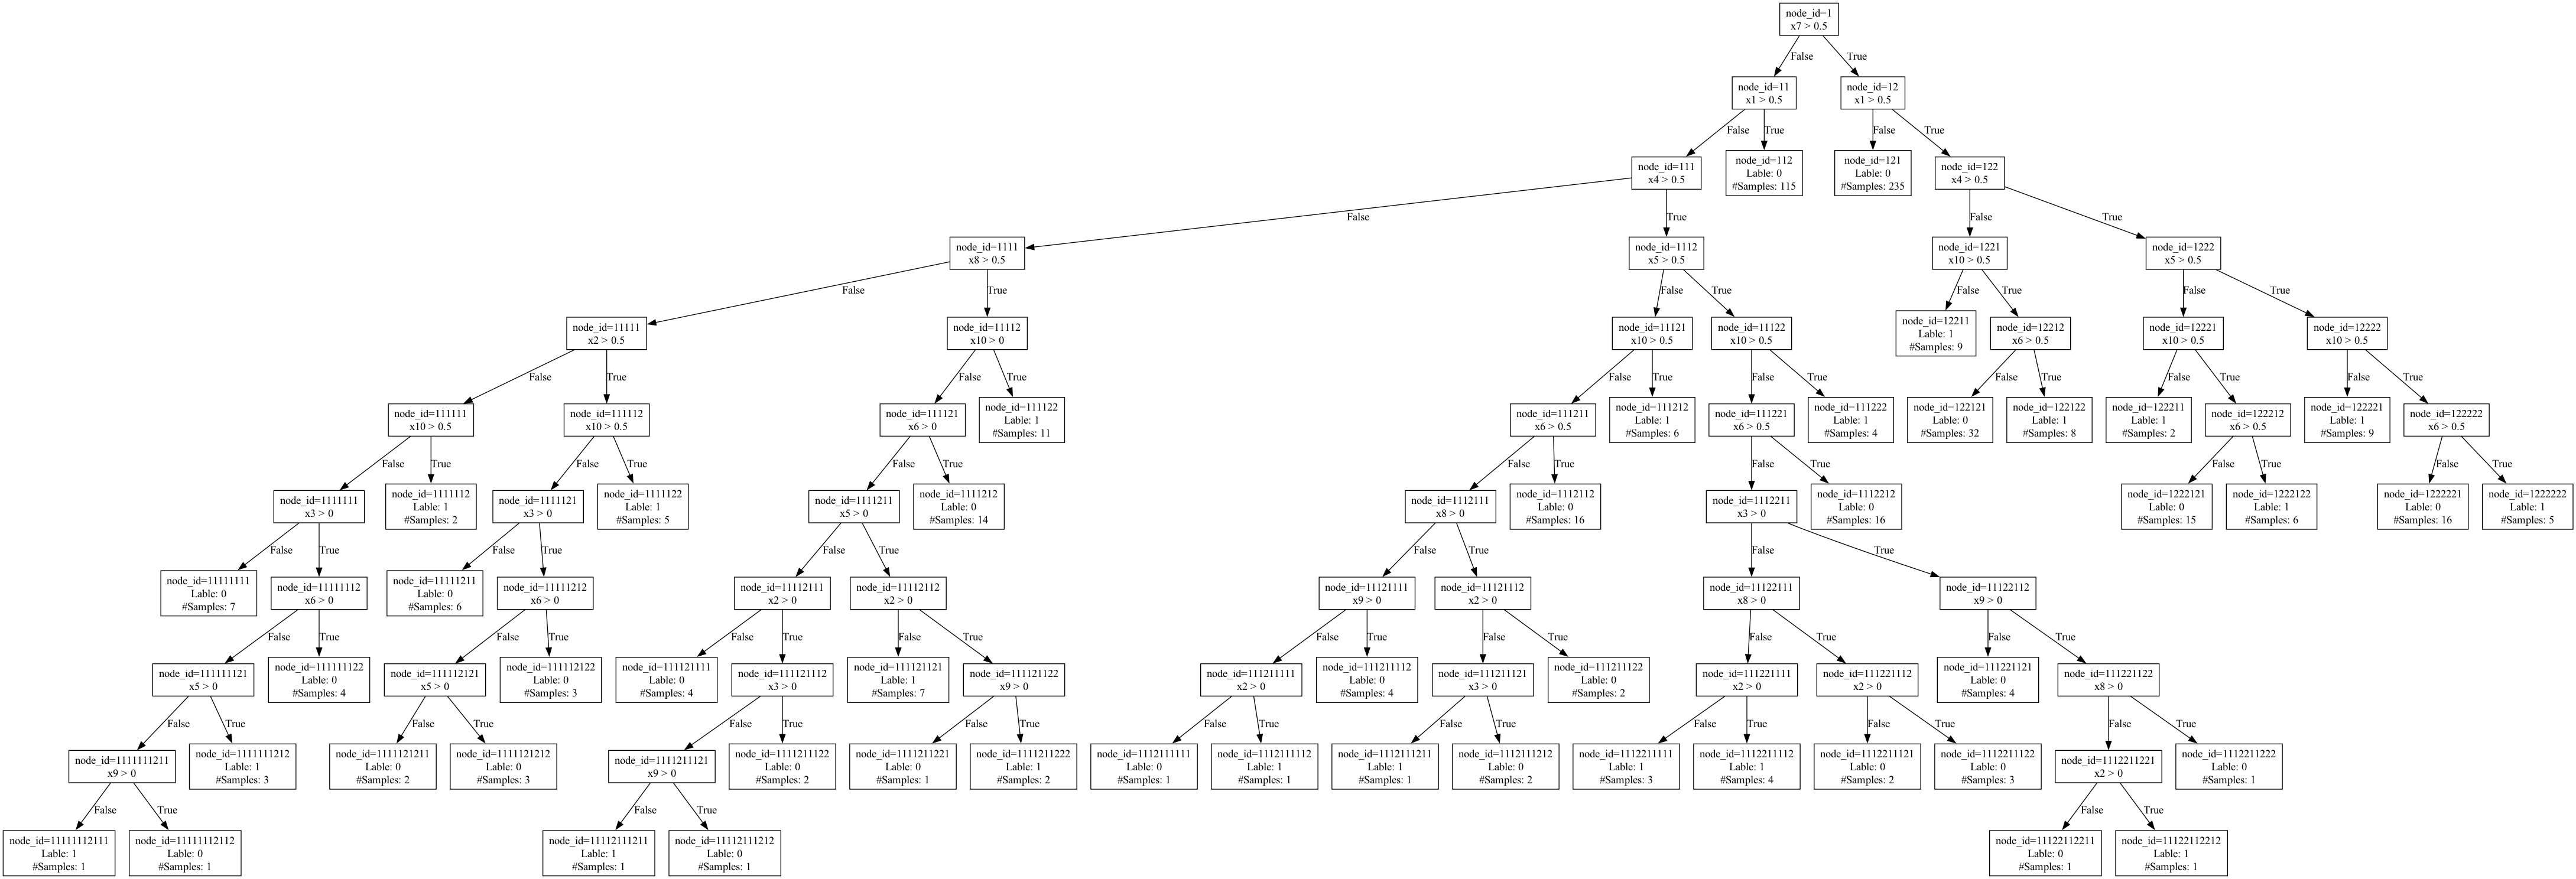 node_id=1
x7 > 0.5
False
True
node_id=11
x1 > 0.5
node_id=12
x1 > 0.5
False
True
False
True
node_id=111
x4 > 0.5
node_id=112
Lable: 0
#Samples: 115
node_id=121
Lable: 0
#Samples: 235
node_id=122
x4 > 0.5
False
True
False
True
node_id=1111
x8 > 0.5
node_id=1112
x5 > 0.5
node_id=1221
x10 > 0.5
node_id=1222
x5 > 0.5
False
True
False
True
False
True
False
True
node_id=11111
x2 > 0.5
node_id=11112
x10 > 0
node_id=11121
x10 > 0.5
node_id=11122
x10 > 0.5
node_id=12211
Lable: 1
#Samples: 9
node_id=12212
x6 > 0.5
node_id=12221
x10 > 0.5
node_id=12222
x10 > 0.5
False
True
False
True
False
True
False
True
False
True
False
True
False
True
node_id=111111
x10 > 0.5
node_id=111112
x10 > 0.5
node_id=111121
x6 > 0
node_id=111122
Lable: 1
#Samples: 11
node_id=111211
x6 > 0.5
node_id=111212
Lable: 1
#Samples: 6
node_id=111221
x6 > 0.5
node_id=111222
Lable: 1
#Samples: 4
node_id=122121
Lable: 0
#Samples: 32
node_id=122122
Lable: 1
#Samples: 8
node_id=122211
Lable: 1
#Samples: 2
node_id=122212
x6 > 0.5
node_id=122221
Lable: 1
#Samples: 9
node_id=122222
x6 > 0.5
False
True
False
True
False
True
False
True
False
True
False
True
False
True
node_id=1111111
x3 > 0
node_id=1111112
Lable: 1
#Samples: 2
node_id=1111121
x3 > 0
node_id=1111122
Lable: 1
#Samples: 5
node_id=1111211
x5 > 0
node_id=1111212
Lable: 0
#Samples: 14
node_id=1112111
x8 > 0
node_id=1112112
Lable: 0
#Samples: 16
node_id=1112211
x3 > 0
node_id=1112212
Lable: 0
#Samples: 16
node_id=1222121
Lable: 0
#Samples: 15
node_id=1222122
Lable: 1
#Samples: 6
node_id=1222221
Lable: 0
#Samples: 16
node_id=1222222
Lable: 1
#Samples: 5
False
True
False
True
False
True
False
True
False
True
node_id=11111111
Lable: 0
#Samples: 7
node_id=11111112
x6 > 0
node_id=11111211
Lable: 0
#Samples: 6
node_id=11111212
x6 > 0
node_id=11112111
x2 > 0
node_id=11112112
x2 > 0
node_id=11121111
x9 > 0
node_id=11121112
x2 > 0
node_id=11122111
x8 > 0
node_id=11122112
x9 > 0
False
True
False
True
False
True
False
True
False
True
False
True
False
True
False
True
node_id=111111121
x5 > 0
node_id=111111122
Lable: 0
#Samples: 4
node_id=111112121
x5 > 0
node_id=111112122
Lable: 0
#Samples: 3
node_id=111121111
Lable: 0
#Samples: 4
node_id=111121112
x3 > 0
node_id=111121121
Lable: 1
#Samples: 7
node_id=111121122
x9 > 0
node_id=111211111
x2 > 0
node_id=111211112
Lable: 0
#Samples: 4
node_id=111211121
x3 > 0
node_id=111211122
Lable: 0
#Samples: 2
node_id=111221111
x2 > 0
node_id=111221112
x2 > 0
node_id=111221121
Lable: 0
#Samples: 4
node_id=111221122
x8 > 0
False
True
False
True
False
True
False
True
False
True
False
True
False
True
False
True
False
True
node_id=1111111211
x9 > 0
node_id=1111111212
Lable: 1
#Samples: 3
node_id=1111121211
Lable: 0
#Samples: 2
node_id=1111121212
Lable: 0
#Samples: 3
node_id=1111211121
x9 > 0
node_id=1111211122
Lable: 0
#Samples: 2
node_id=1111211221
Lable: 0
#Samples: 1
node_id=1111211222
Lable: 1
#Samples: 2
node_id=1112111111
Lable: 0
#Samples: 1
node_id=1112111112
Lable: 1
#Samples: 1
node_id=1112111211
Lable: 1
#Samples: 1
node_id=1112111212
Lable: 0
#Samples: 2
node_id=1112211111
Lable: 1
#Samples: 3
node_id=1112211112
Lable: 1
#Samples: 4
node_id=1112211121
Lable: 0
#Samples: 2
node_id=1112211122
Lable: 0
#Samples: 3
node_id=1112211221
x2 > 0
node_id=1112211222
Lable: 0
#Samples: 1
False
True
False
True
False
True
node_id=11111112111
Lable: 1
#Samples: 1
node_id=11111112112
Lable: 0
#Samples: 1
node_id=11112111211
Lable: 1
#Samples: 1
node_id=11112111212
Lable: 0
#Samples: 1
node_id=11122112211
Lable: 0
#Samples: 1
node_id=11122112212
Lable: 1
#Samples: 1